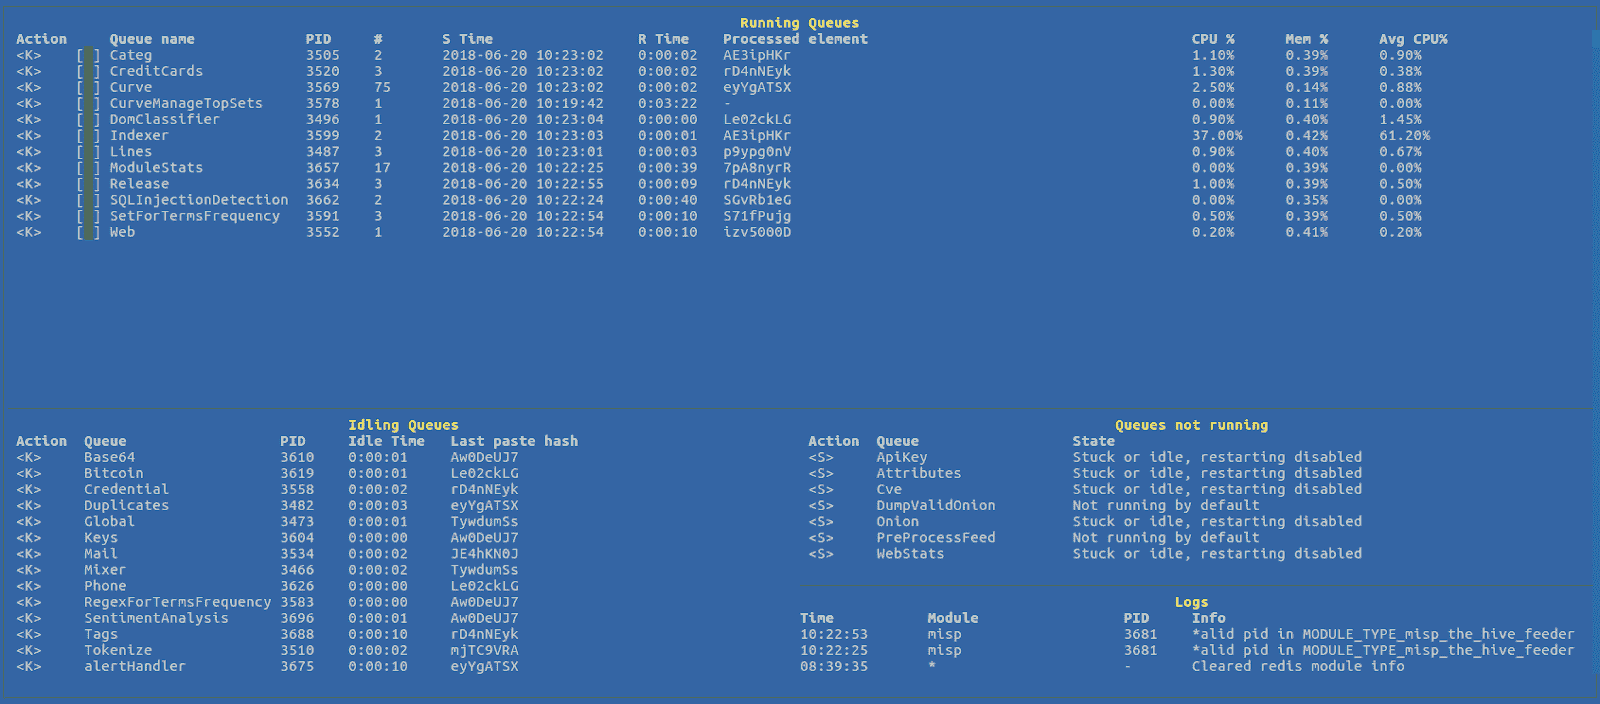 Running Queues
Action Queue name PID # S Time R Time Processed element CPU % Mem % Avg CPU%
<K> [ ] Categ 3505 2 2018-06-20 10:23:02 0:00:02 AE3ipHKr 1.10% 0.39% 0.90%
<K> [ ] CreditCards 3520 3 2018-06-20 10:23:02 0:00:02 rD4nNEyk 1.30% 0.39% 0.38%
<K> [ ] Curve 3569 75 2018-06-20 10:23:02 0:00:02 eyYgATSX 2.50% 0.14% 0.88%
<K> [ ] CurveManageTopSets 3578 1 2018-06-20 10:19:42 0:03:22 - 0.00% 0.11% 0.00%
<K> [ ] DomClassifier 3496 1 2018-06-20 10:23:04 0:00:00 Le02ckLG 0.90% 0.40% 1.45%
<K> [ ] Indexer 3599 2 2018-06-20 10:23:03 0:00:01 AE3ipHKr 37.00% 0.42% 61.20%
<K> [ ] Lines 3487 3 2018-06-20 10:23:01 0:00:03 p9ypg0nV 0.90% 0.40% 0.67%
<K> [ ] ModuleStats 3657 17 2018-06-20 10:22:25 0:00:39 7pA8nyrR 0.00% 0.39% 0.00%
<K> [ ] Release 3634 3 2018-06-20 10:22:55 0:00:09 rD4nNEyk 1.00% 0.39% 0.50%
<K> [ ] SQLInjectionDetection 3662 2 2018-06-20 10:22:24 0:00:40 SGvRb1eG 0.00% 0.35% 0.00%
<K> [ ] SetForTermsFrequency 3591 3 2018-06-20 10:22:54 0:00:10 S71fPujg 0.50% 0.39% 0.50%
<K> [ ] Web 3552 1 2018-06-20 10:22:54 0:00:10 izv5000D 0.20% 0.41% 0.20%
Idling Queues
Action Queue PID Idle Time Last paste hash
<K> Base64 3610 0:00:01 Aw0DeUJ7
<K> Bitcoin 3619 0:00:01 Le02ckLG
<K> Credential 3558 0:00:02 rD4nNEyk
<K> Duplicates 3482 0:00:03 eyYgATSX
<K> Global 3473 0:00:01 TywdumSs
<K> Keys 3604 0:00:00 Aw0DeUJ7
<K> Mail 3534 0:00:02 JE4hKN0J
<K> Mixer 3466 0:00:02 TywdumSs
<K> Phone 3626 0:00:00 Le02ckLG
<K> RegexForTermsFrequency 3583 0:00:00 Aw0DeUJ7
<K> SentimentAnalysis 3696 0:00:01 Aw0DeUJ7
<K> Tags 3688 0:00:10 rD4nNEyk
<K> Tokenize 3510 0:00:02 mjTC9VRA
<K> alertHandler 3675 0:00:10 eyYgATSX
Queues not running
Action Queue State
<S> ApiKey Stuck or idle, restarting disabled
<S> Attributes Stuck or idle, restarting disabled
<S> Cve Stuck or idle, restarting disabled
<S> DumpValidOnion Not running by default
<S> Onion Stuck or idle, restarting disabled
<S> PreProcessFeed Not running by default
<S> WebStats Stuck or idle, restarting disabled
Logs
Time Module PID Info
10:22:53 misp 3681 *alid pid in MODULE_TYPE_misp_the_hive_feeder
10:22:25 misp 3681 *alid pid in MODULE_TYPE_misp_the_hive_feeder
08:39:35 * - Cleared redis module info